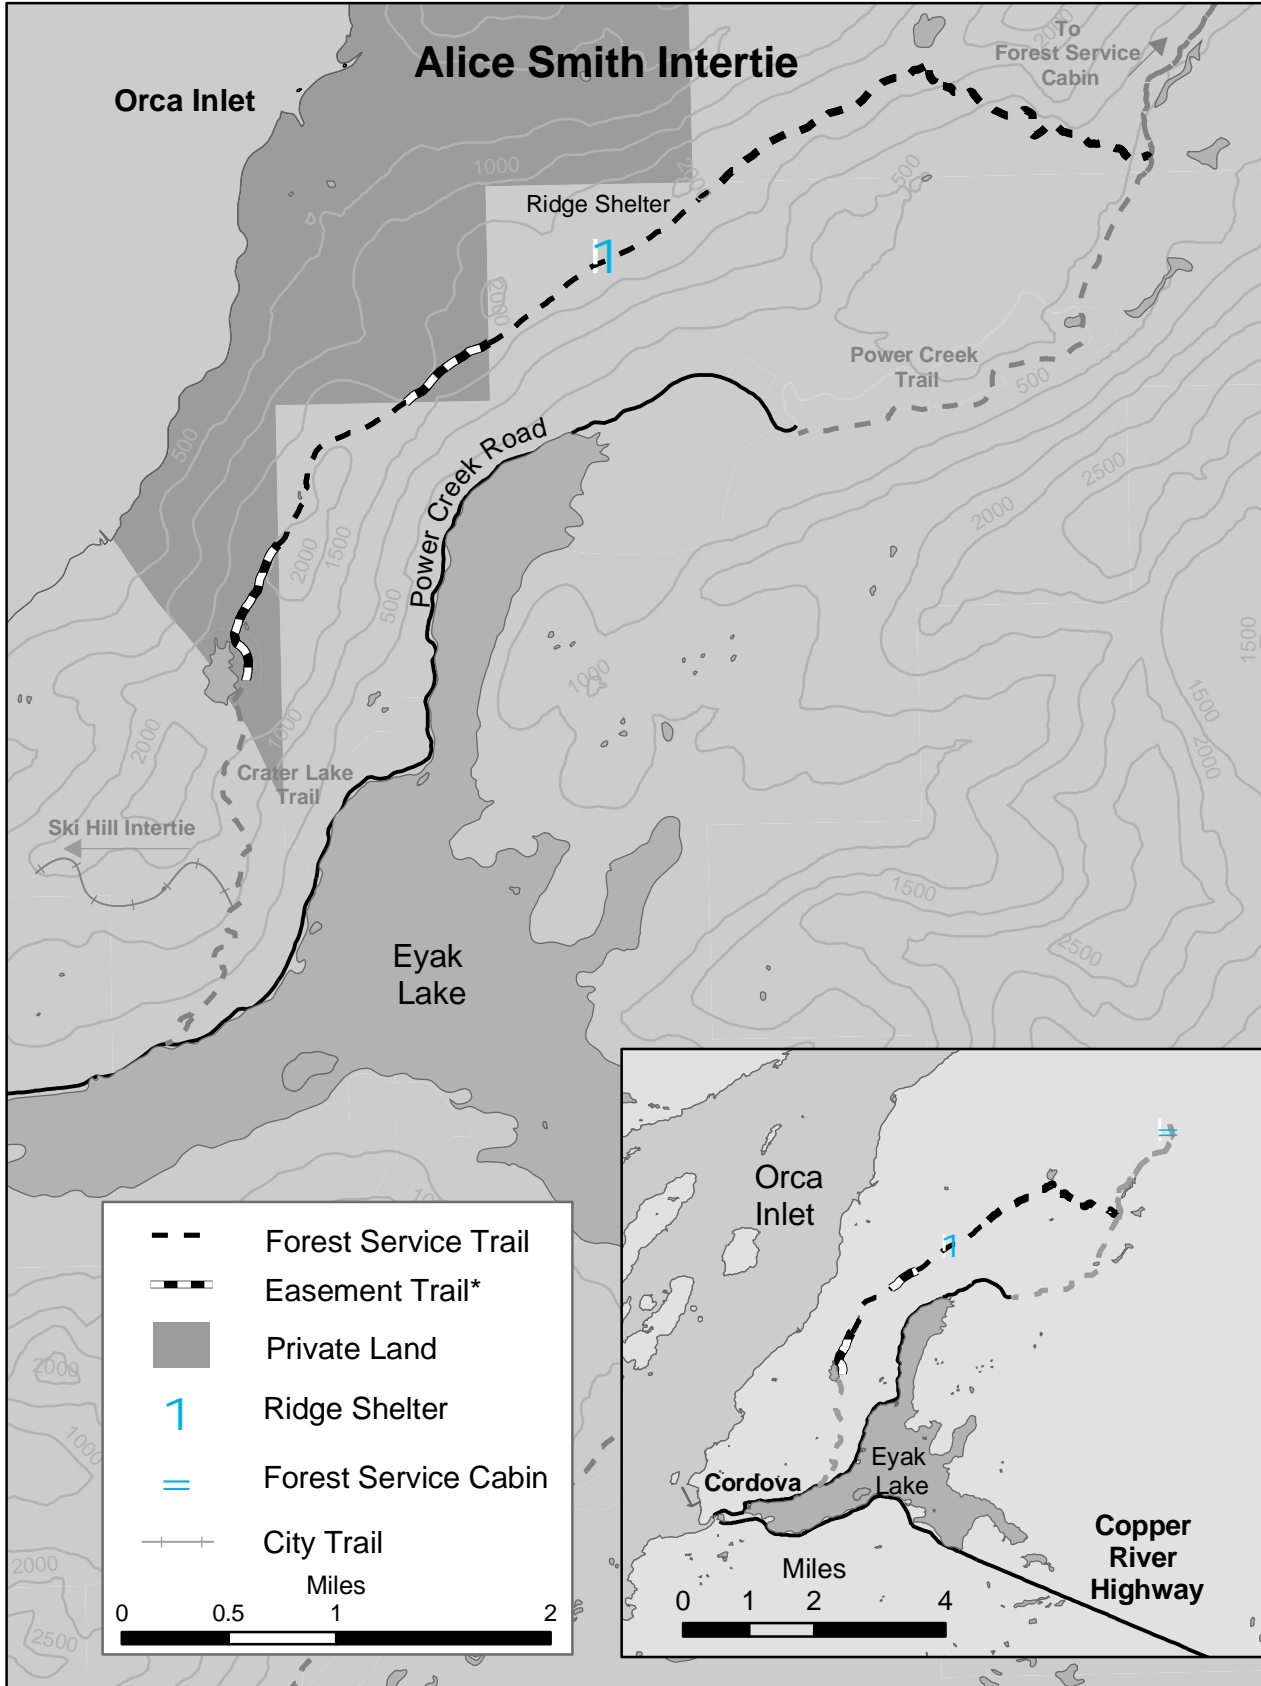 Alice Smith Intertie
To
Forest Service
Cabin
2000
Orca Inlet
1000
2000
500
Ridge Shelter
2000
Power Creek
Trail
500
Power Creek Road
500
2500
2000
2000
1500
500
1500
1000
1500
2000
1000
2000
Crater Lake
Trail
Ski Hill Intertie
1500
2500
Eyak
Lake
Forest Service Trail
Easement Trail*
Private Land
Ridge Shelter
Forest Service Cabin
City Trail
Miles
0 0.5 1 2
2000
1000
2000
2500
Orca
Inlet
Eyak
Lake
Cordova
Copper
River
Highway
Miles
0 1 2 4